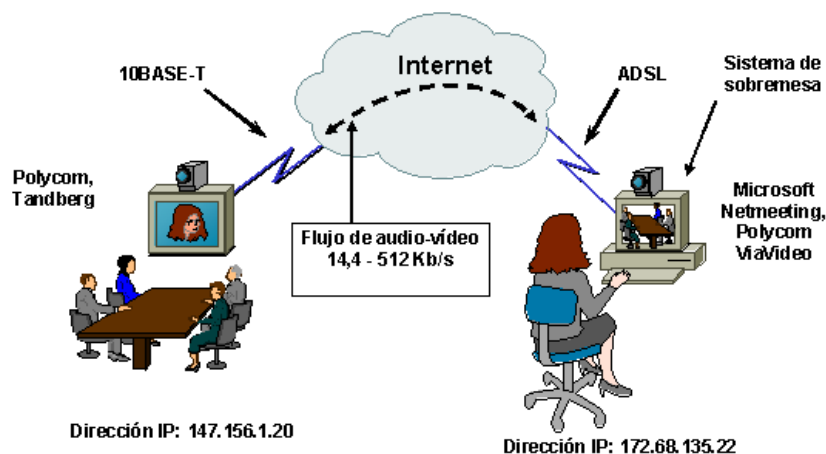 Internet
10BASE-T
ADSL
Sistema de
sobremesa
Polycom,
Tandberg
Microsoft
Netmeeting,
Polycom
ViaVideo
Flujo de audio-vídeo
14,4 - 512 Kb/s
Dirección IP: 147.156.1.20
Dirección IP: 172.68.135.22